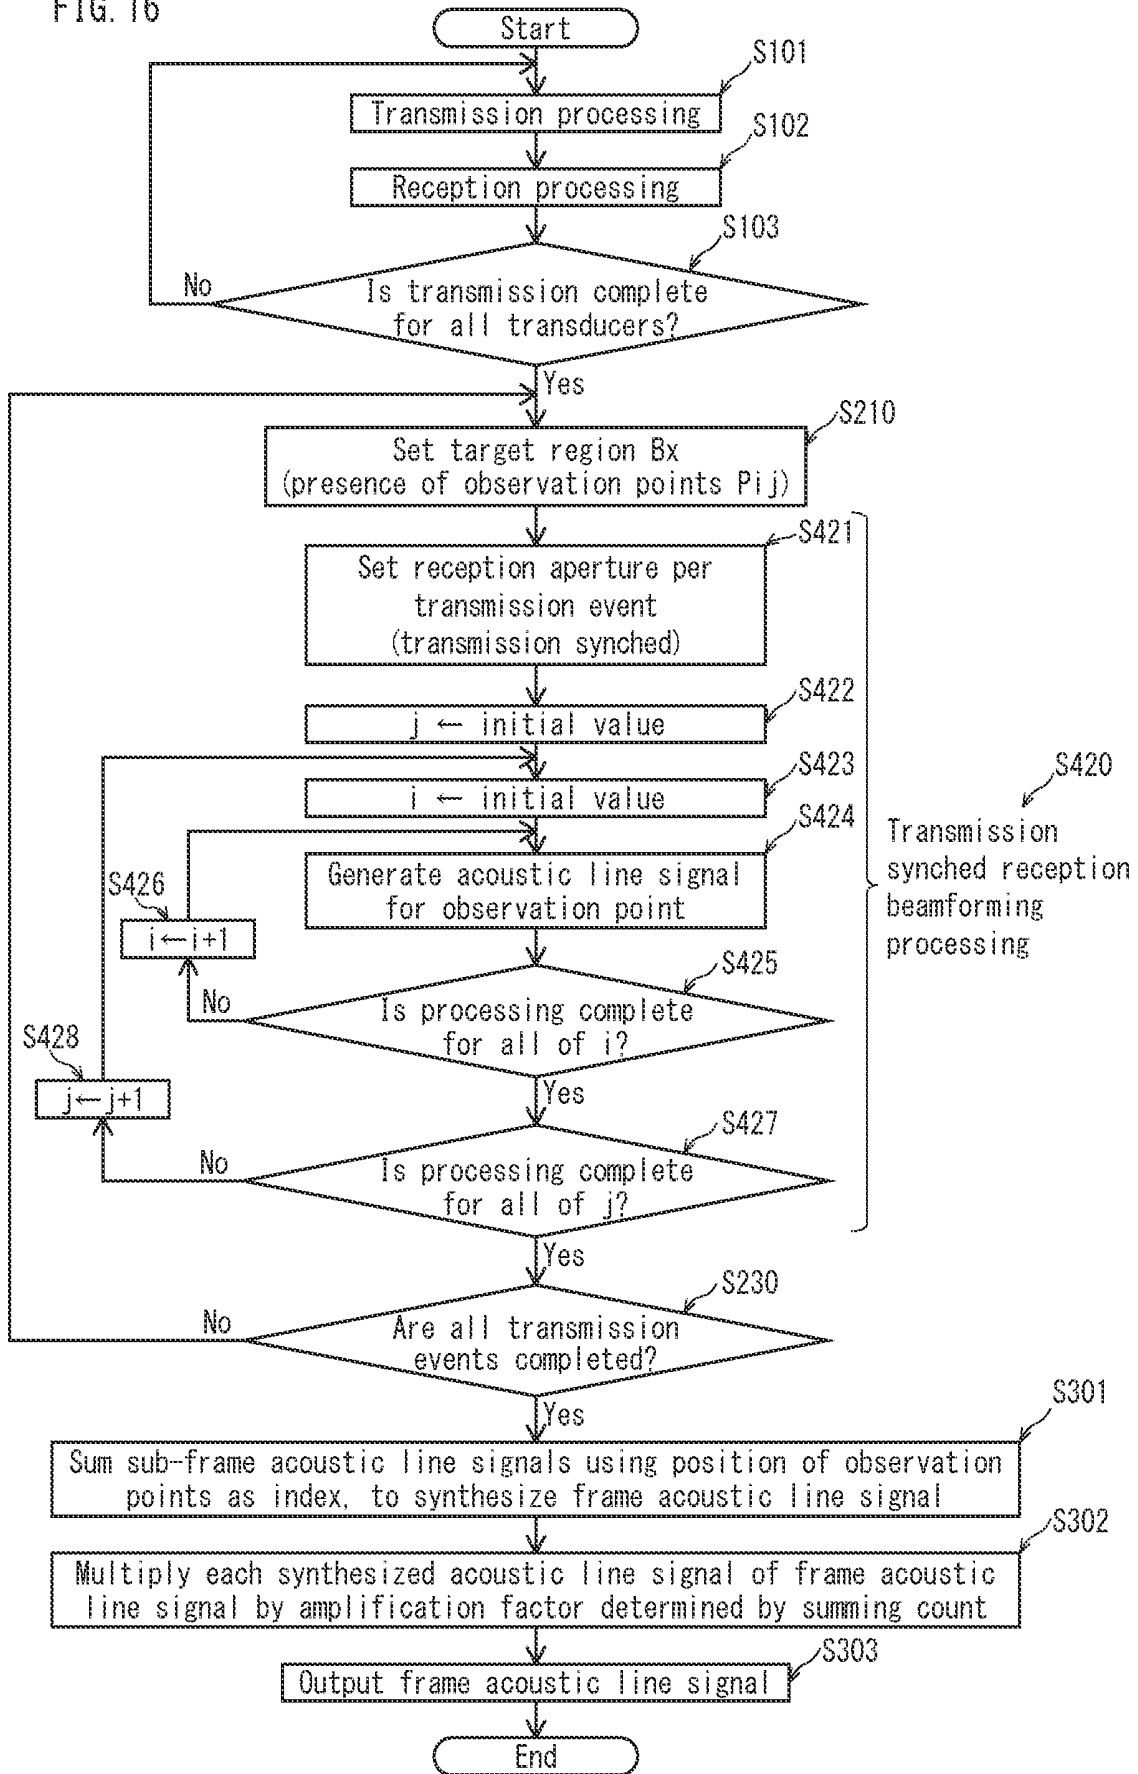 FIG. 16
Start
S101
Transmission processing
S102
Reception processing
S103
Is transmission complete
for all transducers?
No
Yes
S210
Set target region Bx
(presence of observation points Pij)
S421
Set reception aperture per
transmission event
(transmission synched)
S422
j ← initial value
S423
i ← initial value
S424
Generate acoustic line signal
for observation point
S420
Transmission
synched reception
beamforming
processing
S426
i←i+1
S425
Is processing complete
for all of i?
No
Yes
S428
j←j+1
S427
Is processing complete
for all of j?
No
Yes
S230
Are all transmission
events completed?
No
Yes
S301
Sum sub-frame acoustic line signals using position of observation
points as index, to synthesize frame acoustic line signal
S302
Multiply each synthesized acoustic line signal of frame acoustic
line signal by amplification factor determined by summing count
S303
Output frame acoustic line signal
End